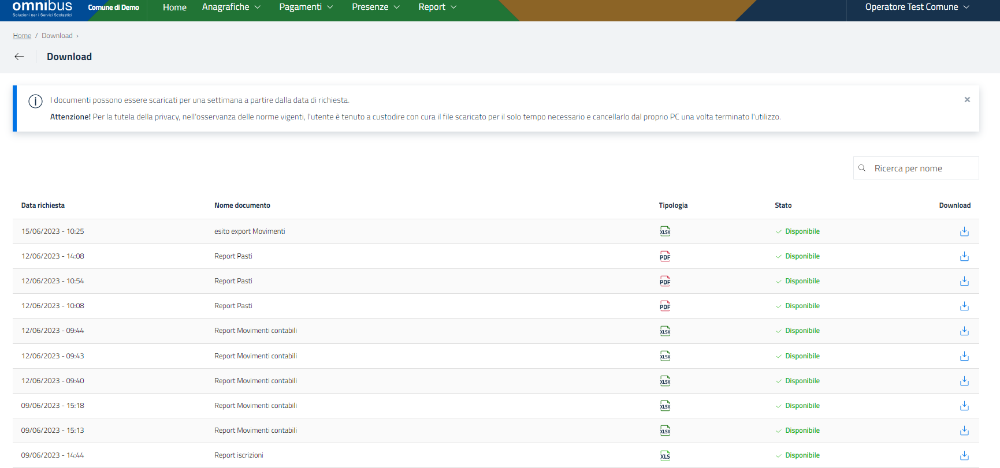 omnibus
Soluzioni per i Servizi Scolastici
Comune di Demo
Home Anagrafiche Pagamenti Presenze Report Operatore Test Comune
Home / Download ›
Download
I documenti possono essere scaricati per una settimana a partire dalla data di richiesta.
Attenzione! Per la tutela della privacy, nell'osservanza delle norme vigenti, l'utente è tenuto a custodire con cura il file scaricato per il solo tempo necessario e cancellarlo dal proprio PC una volta terminato l'utilizzo.
Ricerca per nome
Data richiesta Nome documento Tipologia Stato Download
15/06/2023 - 10:25 esito export Movimenti XLSX Disponibile
12/06/2023 - 14:08 Report Pasti PDF Disponibile
12/06/2023 - 10:54 Report Pasti PDF Disponibile
12/06/2023 - 10:08 Report Pasti PDF Disponibile
12/06/2023 - 09:44 Report Movimenti contabili XLSX Disponibile
12/06/2023 - 09:43 Report Movimenti contabili XLSX Disponibile
12/06/2023 - 09:40 Report Movimenti contabili XLSX Disponibile
09/06/2023 - 15:18 Report Movimenti contabili XLSX Disponibile
09/06/2023 - 15:13 Report Movimenti contabili XLSX Disponibile
09/06/2023 - 14:44 Report iscrizioni XLS Disponibile